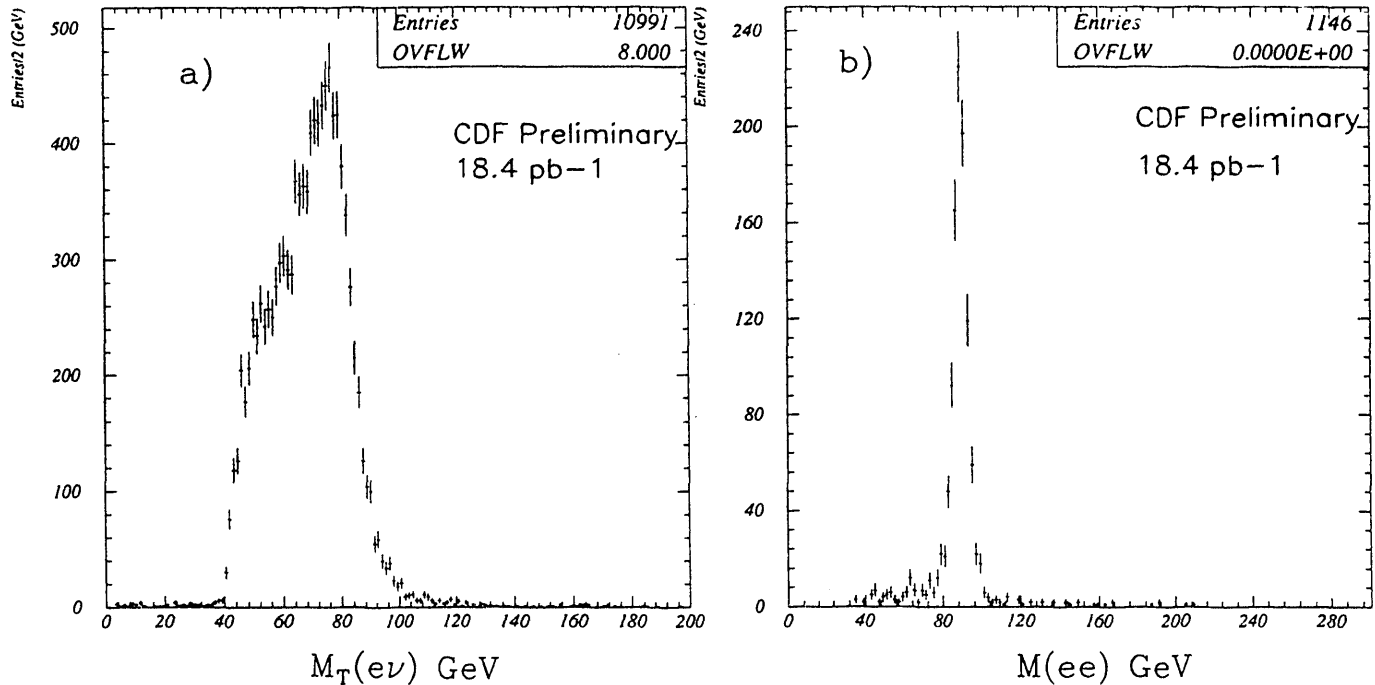 Entries/2 (GeV)
500
400
300
200
100
0
a)
Entries 10991
OVFLW 8.000
CDF Preliminary
18.4 pb-1
0 20 40 60 80 100 120 140 160 180 200
M_T(eν) GeV
Entries/2 (GeV)
240
200
160
120
80
40
0
b)
Entries 1146
OVFLW 0.0000E+00
CDF Preliminary
18.4 pb-1
0 40 80 120 160 200 240 280
M(ee) GeV